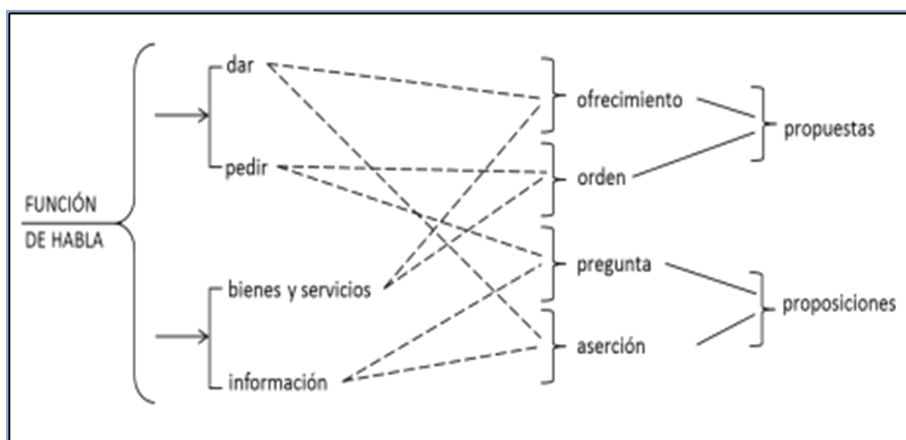 FUNCIÓN
DE HABLA
dar
pedir
bienes y servicios
información
ofrecimiento
orden
pregunta
aserción
propuestas
proposiciones